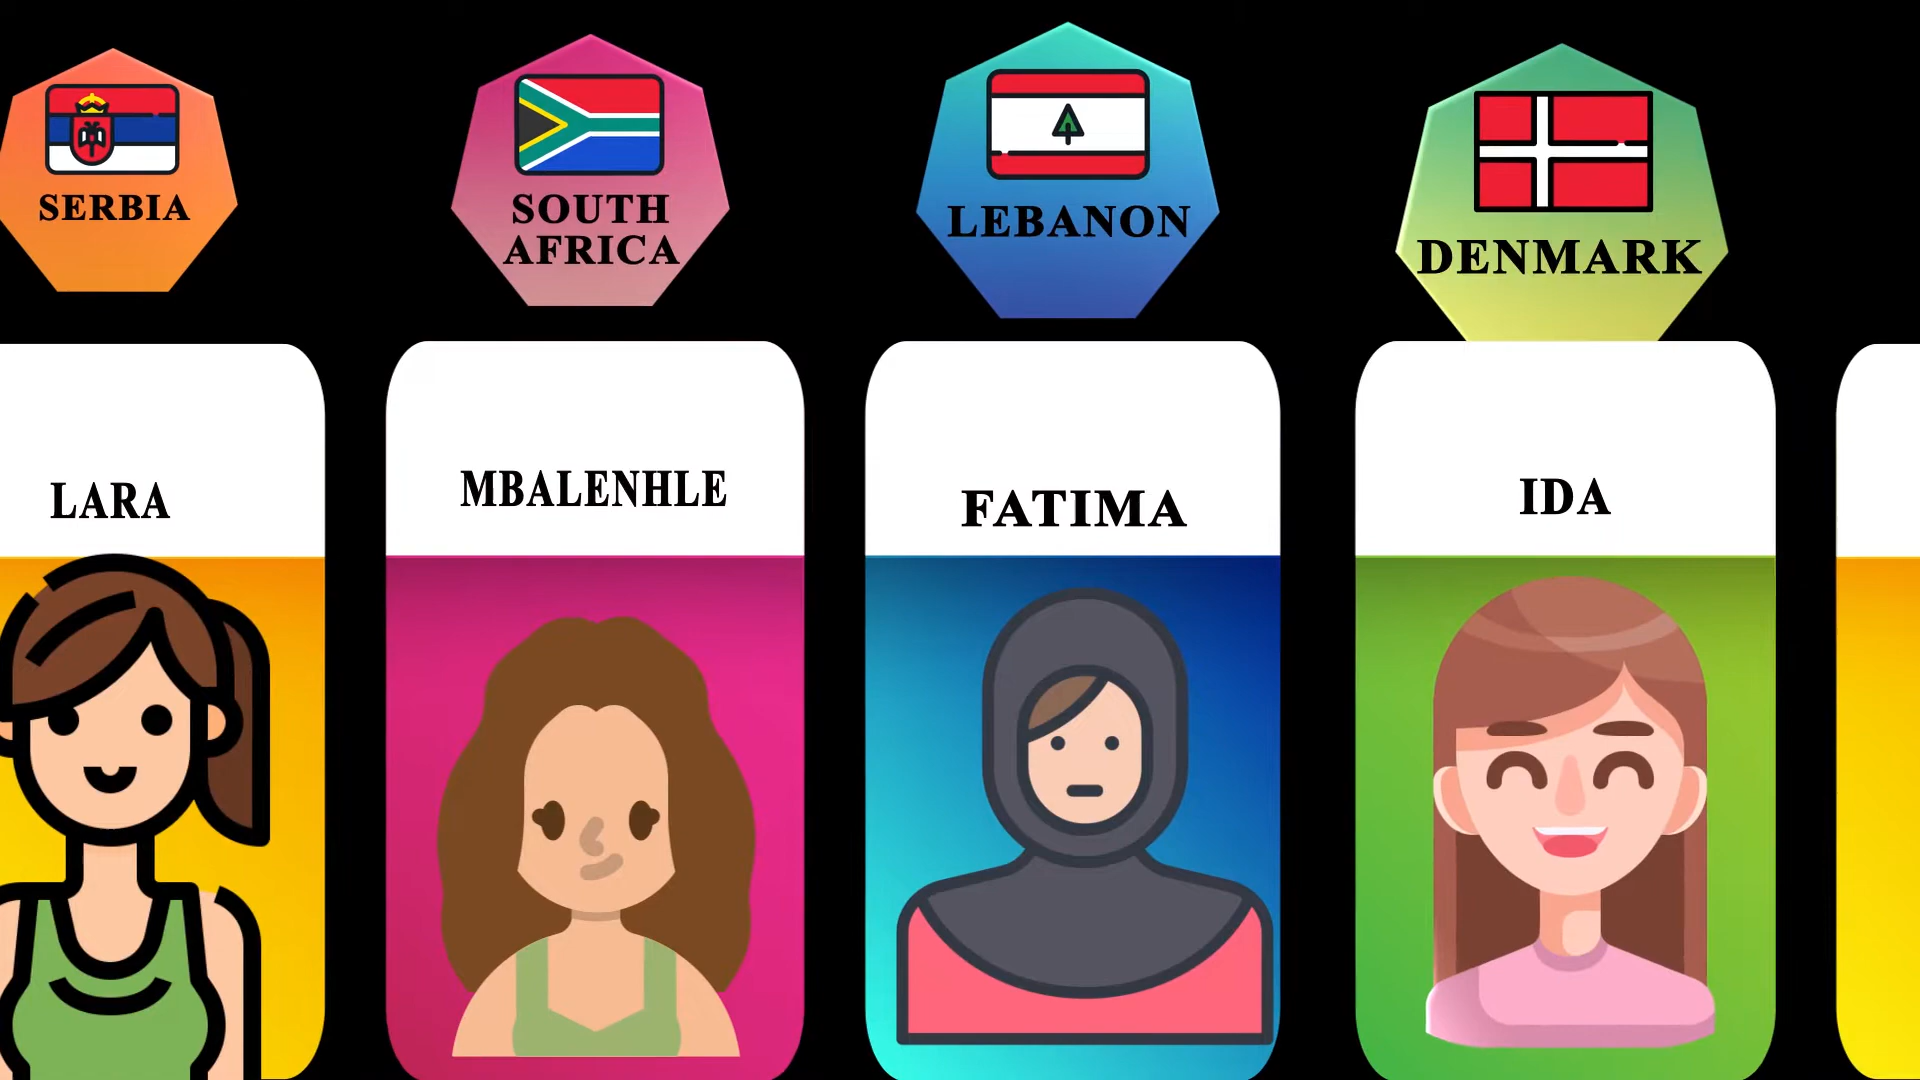 SERBIA
SOUTH
AFRICA
LEBANON
DENMARK
LARA
MBALENHLE
FATIMA
IDA